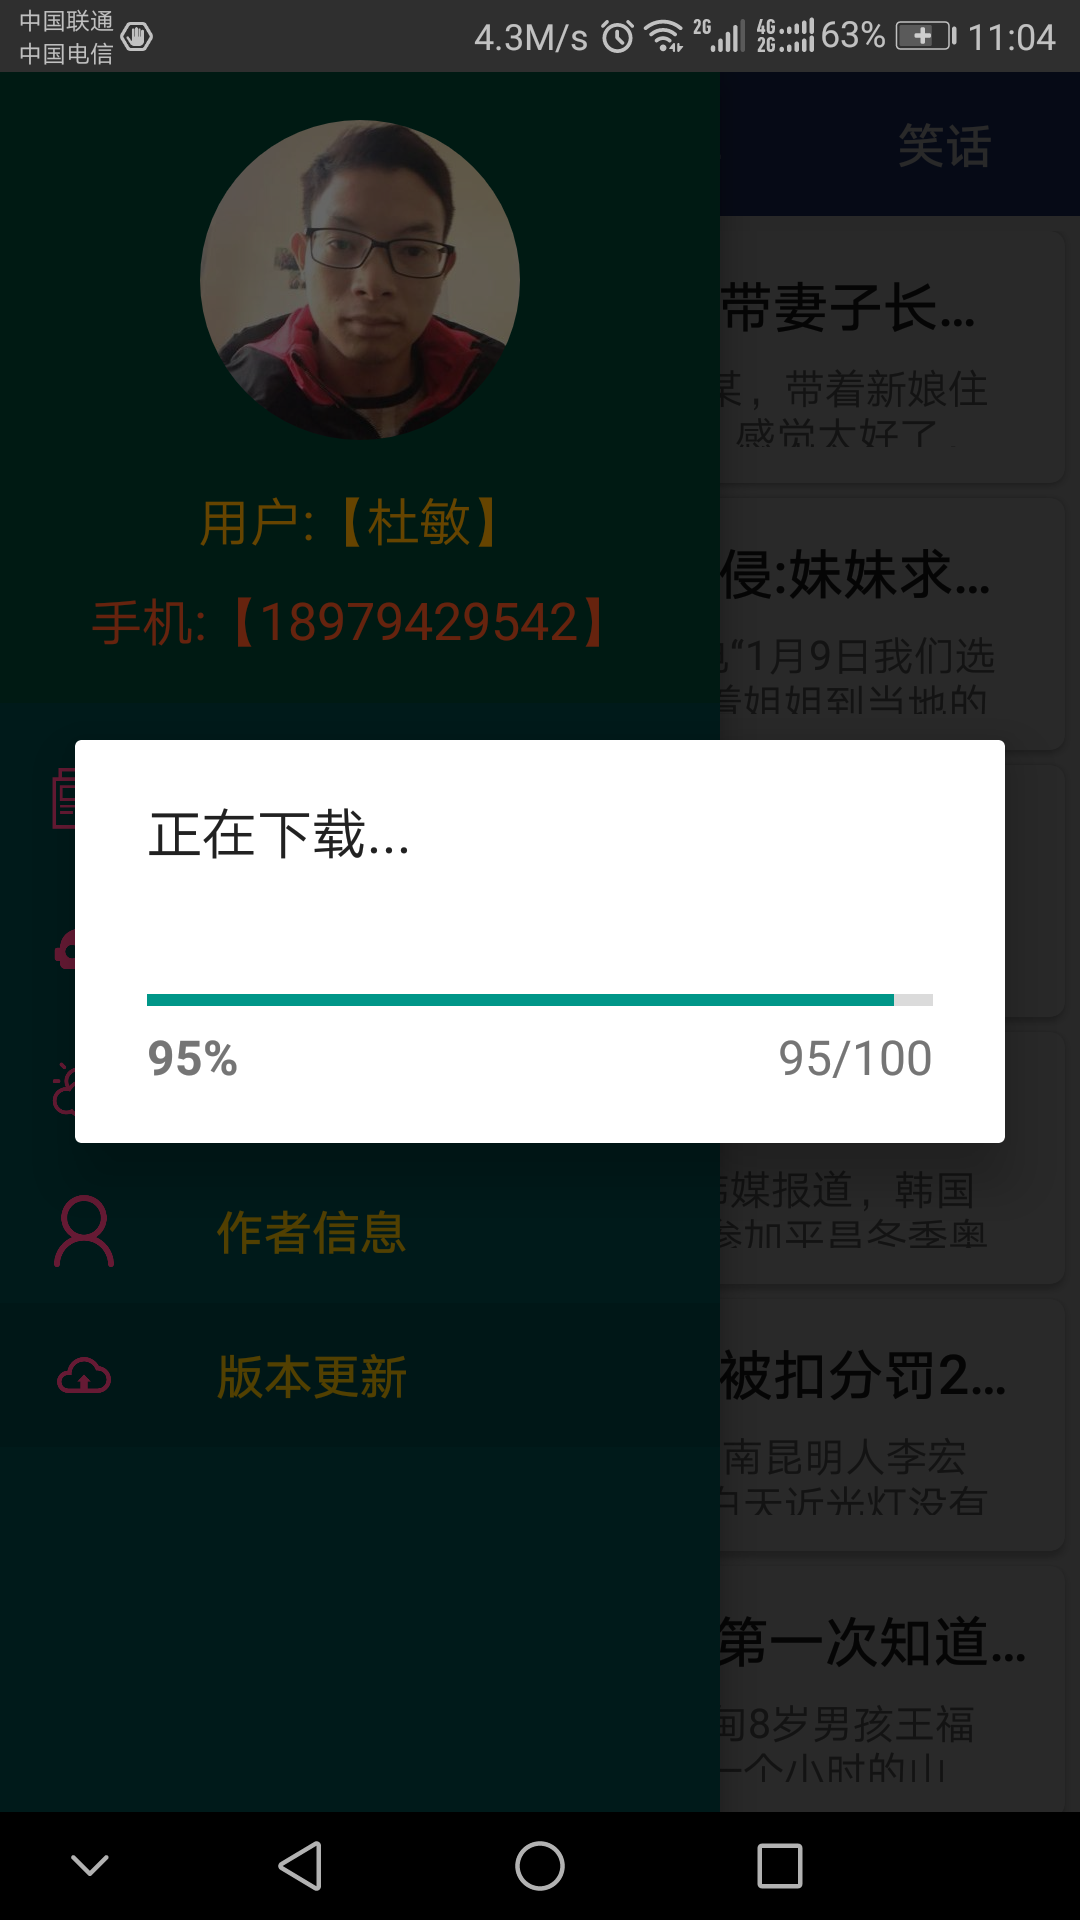 中国联通
中国电信
4.3M/s 2G 4G 2G 63% 11:04
笑话
用户:【杜敏】
手机:【18979429542】
带妻子长...
某，带着新娘住
感觉太好了
侵:妹妹求...
“1月9日我们选
着姐姐到当地的
正在下载...
95% 95/100
媒报道，韩国
参加平昌冬季奥
作者信息
版本更新
被扣分罚2...
南昆明人李宏
白天近光灯没有
第一次知道...
旬8岁男孩王福
一个小时的山